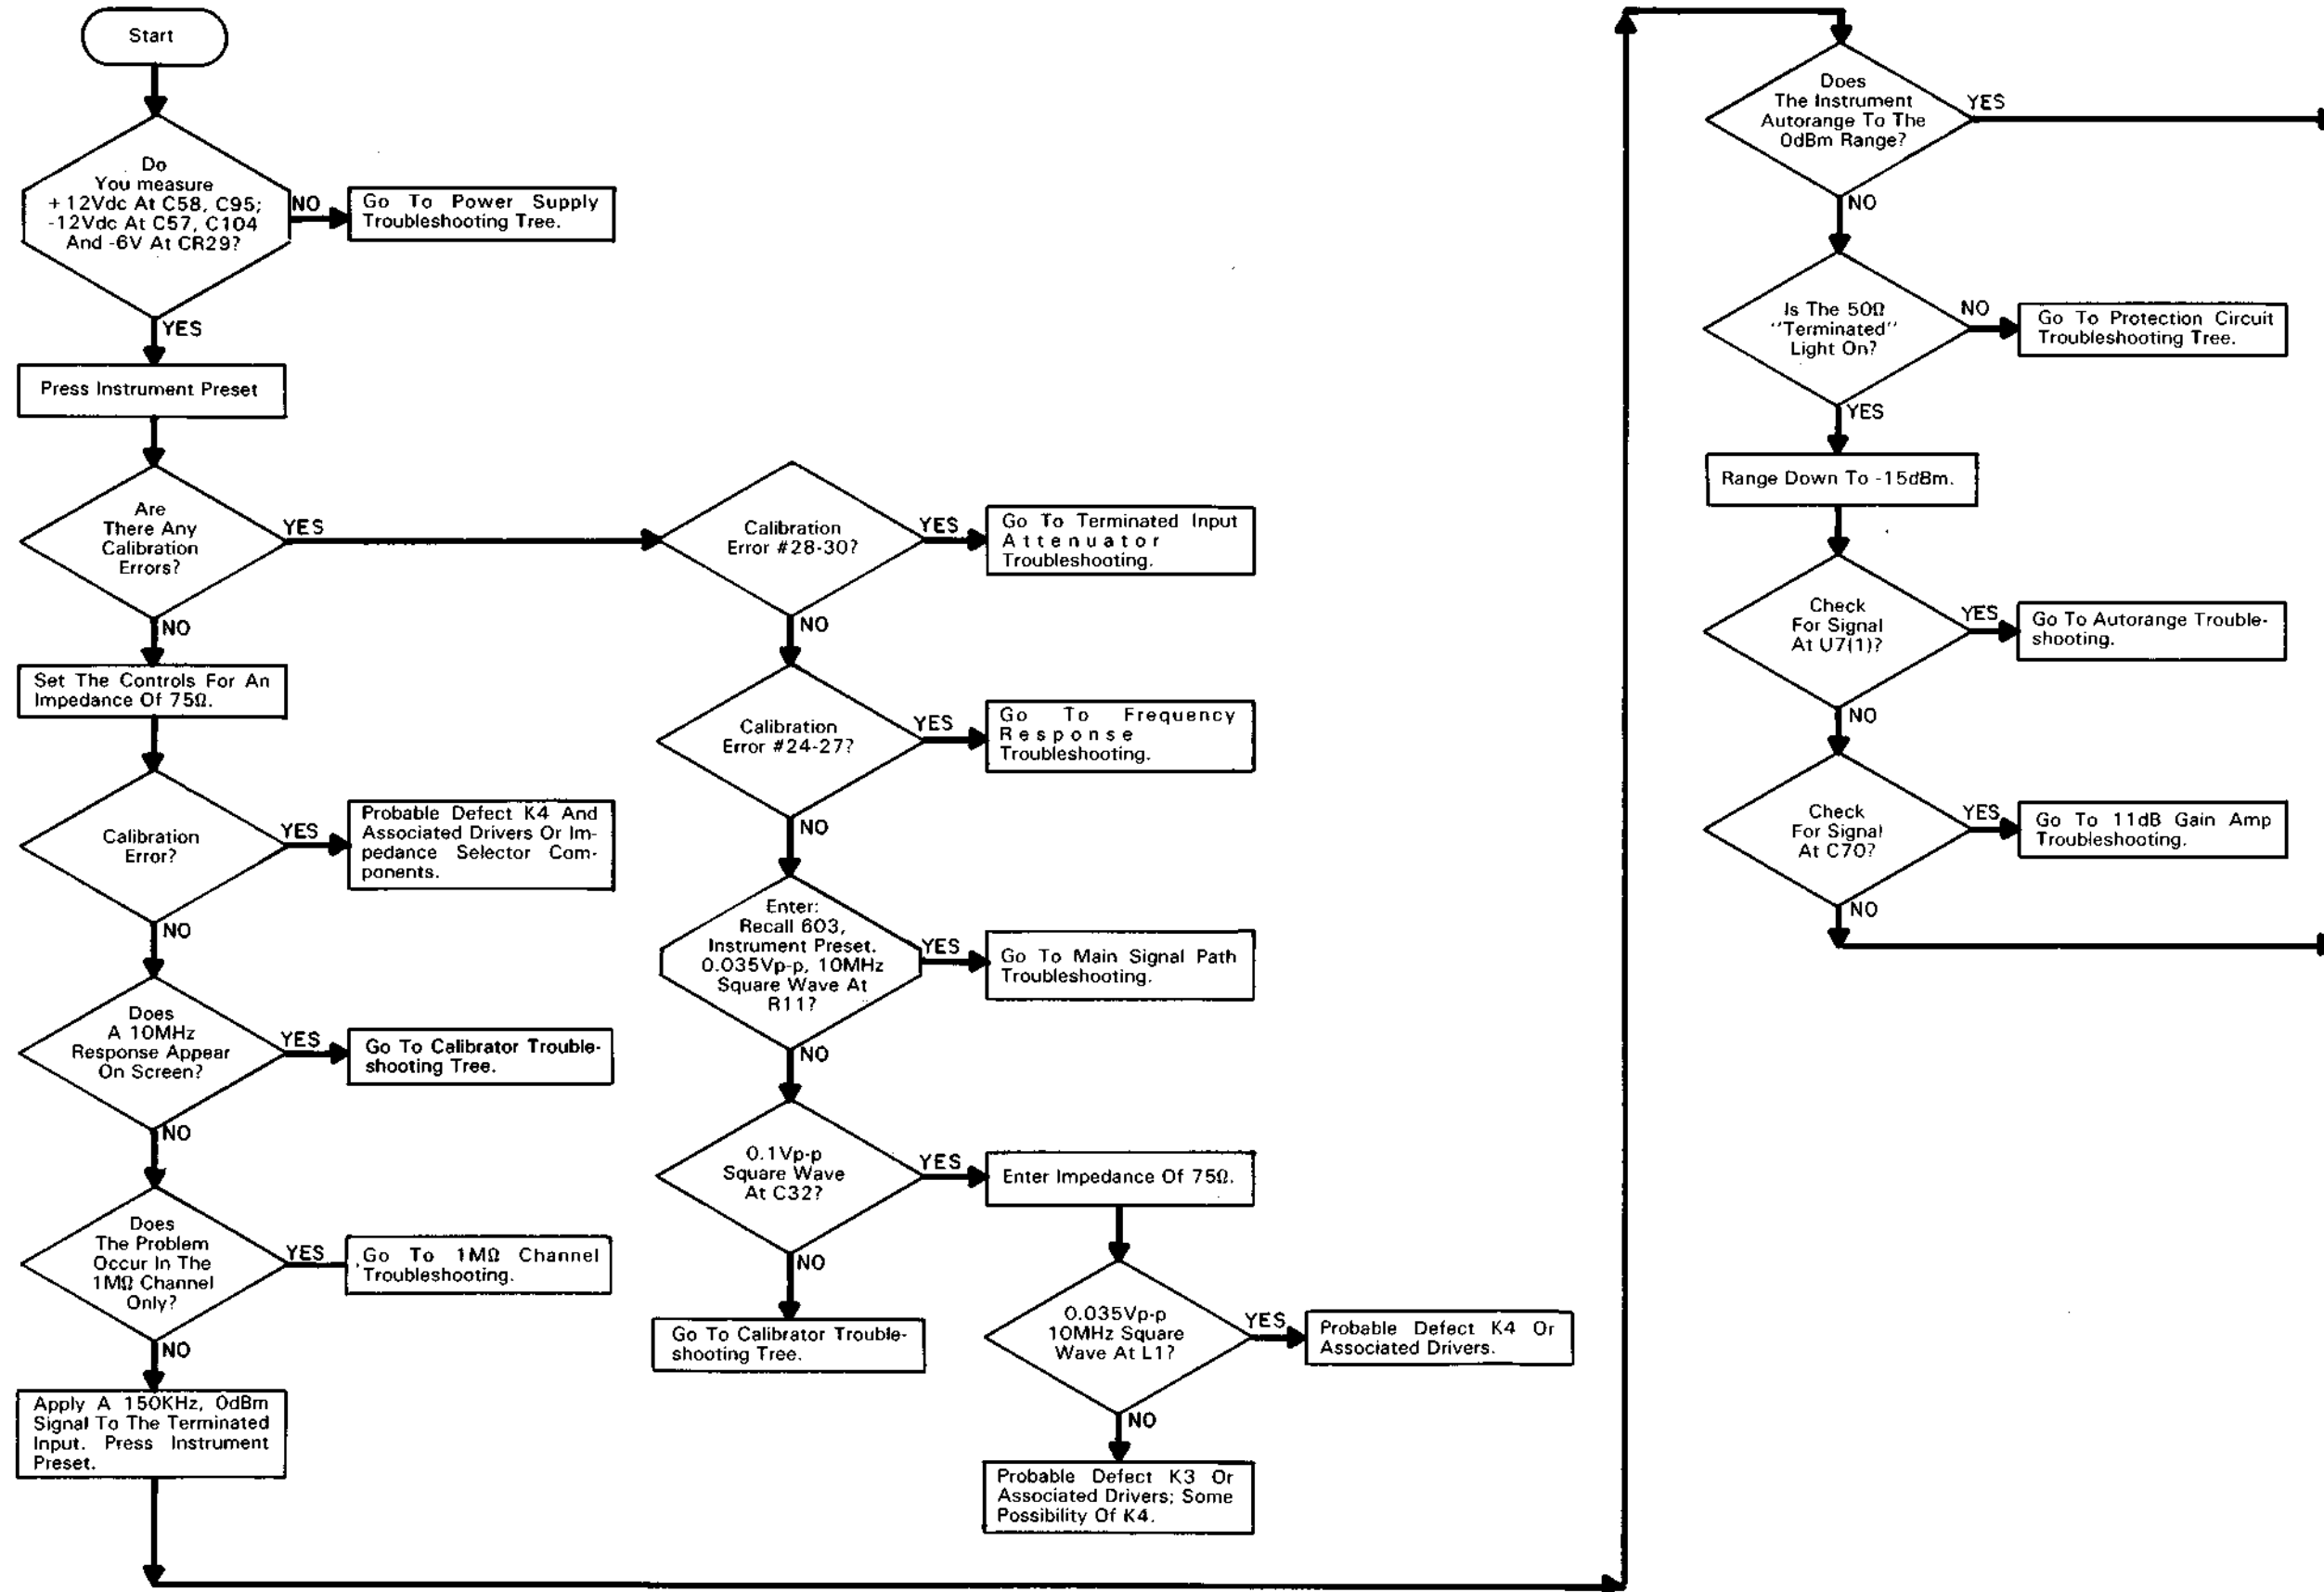 Start
Do
You measure
+12Vdc At C58, C95;
-12Vdc At C57, C104
And -6V At CR29?
NO
Go To Power Supply
Troubleshooting Tree.
YES
Press Instrument Preset
Are
There Any
Calibration
Errors?
YES
NO
Set The Controls For An
Impedance Of 75Ω.
Calibration
Error?
YES
Probable Defect K4 And
Associated Drivers Or Im-
pedance Selector Com-
ponents.
NO
Does
A 10MHz
Response Appear
On Screen?
YES
Go To Calibrator Trouble-
shooting Tree.
NO
Does
The Problem
Occur In The
1MΩ Channel
Only?
YES
Go To 1MΩ Channel
Troubleshooting.
NO
Apply A 150KHz, 0dBm
Signal To The Terminated
Input. Press Instrument
Preset.
Calibration
Error #28-30?
YES
Go To Terminated Input
Attenuator
Troubleshooting.
NO
Calibration
Error #24-27?
YES
Go To Frequency
Response
Troubleshooting.
NO
Enter:
Recall 603,
Instrument Preset.
0.035Vp-p, 10MHz
Square Wave At
R11?
YES
Go To Main Signal Path
Troubleshooting.
NO
0.1Vp-p
Square Wave
At C32?
YES
Enter Impedance Of 75Ω.
NO
Go To Calibrator Trouble-
shooting Tree.
0.035Vp-p
10MHz Square
Wave At L1?
YES
Probable Defect K4 Or
Associated Drivers.
NO
Probable Defect K3 Or
Associated Drivers; Some
Possibility Of K4.
Does
The Instrument
Autorange To The
0dBm Range?
YES
NO
Is The 50Ω
"Terminated"
Light On?
NO
Go To Protection Circuit
Troubleshooting Tree.
YES
Range Down To -15dBm.
Check
For Signal
At U7(1)?
YES
Go To Autorange Trouble-
shooting.
NO
Check
For Signal
At C70?
YES
Go To 11dB Gain Amp
Troubleshooting.
NO